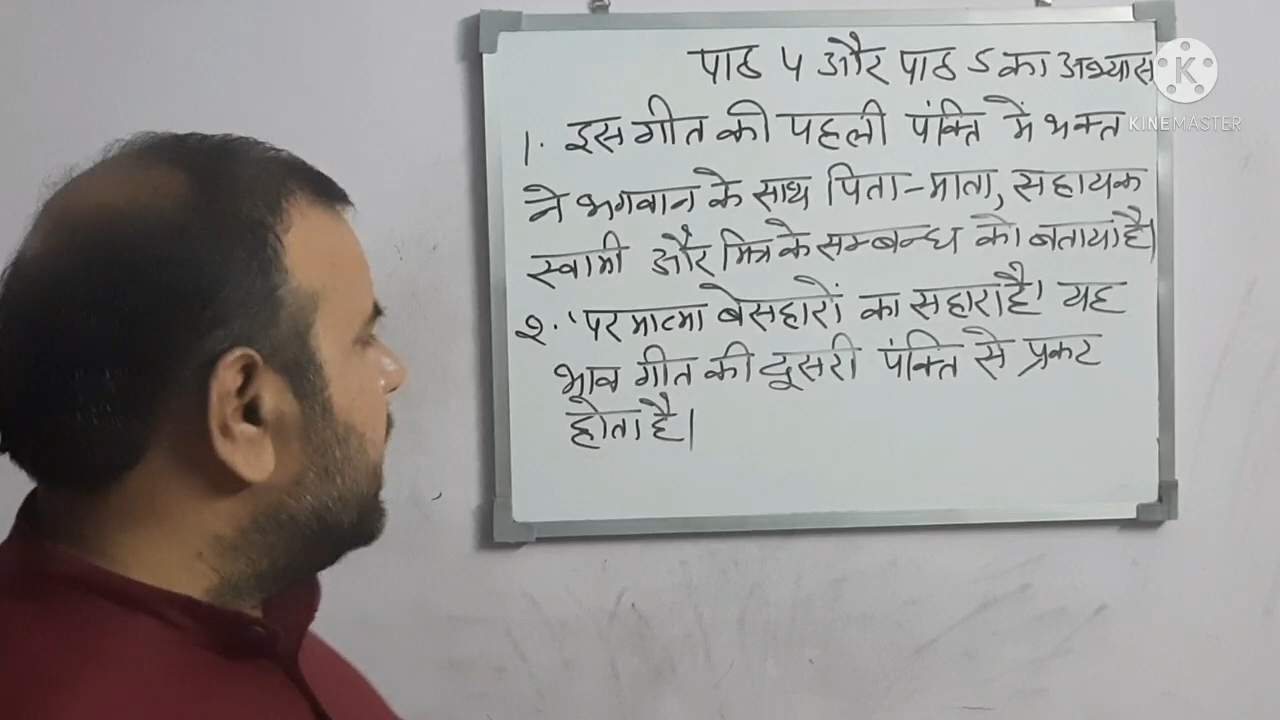 पाठ 4 और पाठ 5 का अभ्यास
1. इस गीत की पहली पंक्ति में भक्त
ने भगवान के साथ पिता-माता, सहायक
स्वामी और मित्र के सम्बन्ध को बताया है।
२. 'परमात्मा बेसहारों का सहारा है' यह
भाव गीत की दूसरी पंक्ति से प्रकट
होता है।
K
KINEMASTER